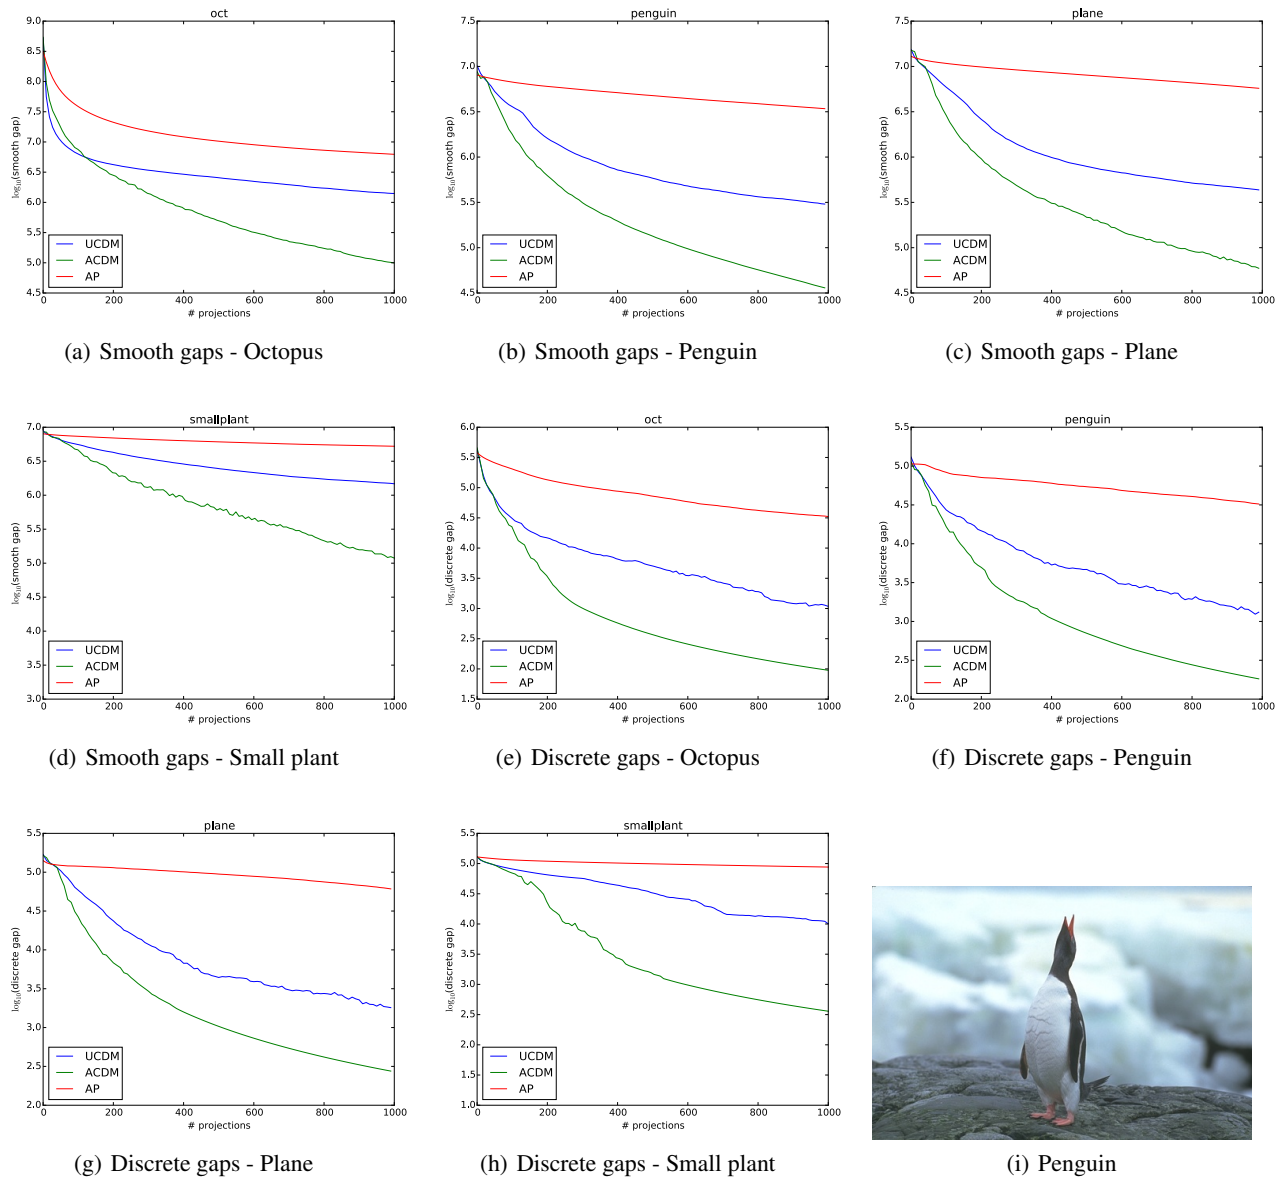 oct
9.0
8.5
8.0
7.5
7.0
6.5
6.0
5.5
5.0
4.5
log10(smooth gap)
UCDM
ACDM
AP
0 200 400 600 800 1000
# projections
(a) Smooth gaps - Octopus
penguin
7.5
7.0
6.5
6.0
5.5
5.0
4.5
log10(smooth gap)
UCDM
ACDM
AP
0 200 400 600 800 1000
# projections
(b) Smooth gaps - Penguin
plane
7.5
7.0
6.5
6.0
5.5
5.0
4.5
log10(smooth gap)
UCDM
ACDM
AP
0 200 400 600 800 1000
# projections
(c) Smooth gaps - Plane
smallplant
7.0
6.5
6.0
5.5
5.0
4.5
4.0
3.5
3.0
log10(smooth gap)
UCDM
ACDM
AP
0 200 400 600 800 1000
# projections
(d) Smooth gaps - Small plant
oct
6.0
5.5
5.0
4.5
4.0
3.5
3.0
2.5
2.0
1.5
log10(discrete gap)
UCDM
ACDM
AP
0 200 400 600 800 1000
# projections
(e) Discrete gaps - Octopus
penguin
5.5
5.0
4.5
4.0
3.5
3.0
2.5
2.0
log10(discrete gap)
UCDM
ACDM
AP
0 200 400 600 800 1000
# projections
(f) Discrete gaps - Penguin
plane
5.5
5.0
4.5
4.0
3.5
3.0
2.5
2.0
log10(discrete gap)
UCDM
ACDM
AP
0 200 400 600 800 1000
# projections
(g) Discrete gaps - Plane
smallplant
5.5
5.0
4.5
4.0
3.5
3.0
2.5
2.0
1.5
1.0
log10(discrete gap)
UCDM
ACDM
AP
0 200 400 600 800 1000
# projections
(h) Discrete gaps - Small plant
(i) Penguin